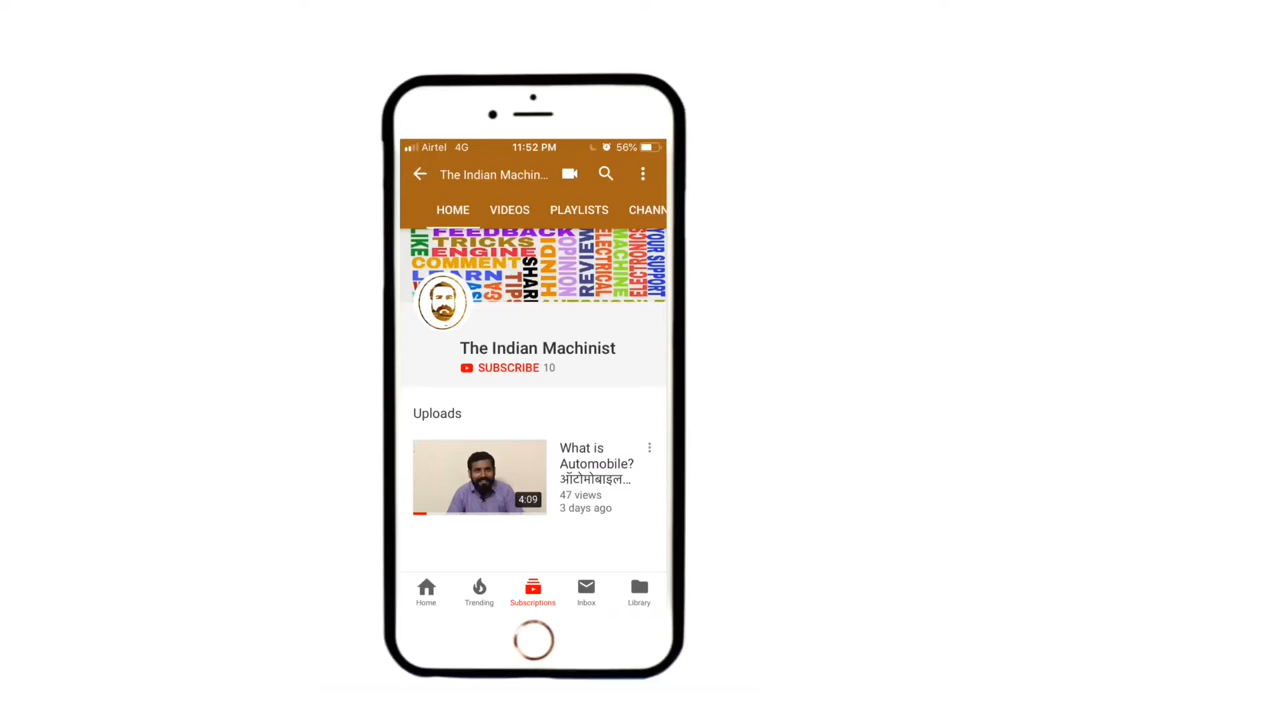 Airtel 4G 11:52 PM 56%
The Indian Machin...
HOME VIDEOS PLAYLISTS CHANN
LIKE
FEEDBACK
TRICKS
ENGINE
COMMENT
LEARN
&
TIPS
SHAR
HINDI
OPINION
REVIEW
ELECTRICAL
MACHINE
ELECTRONICS
YOUR SUPPORT
The Indian Machinist
SUBSCRIBE 10
Uploads
What is
Automobile?
ऑटोमोबाइल...
47 views
3 days ago
4:09
Home Trending Subscriptions Inbox Library